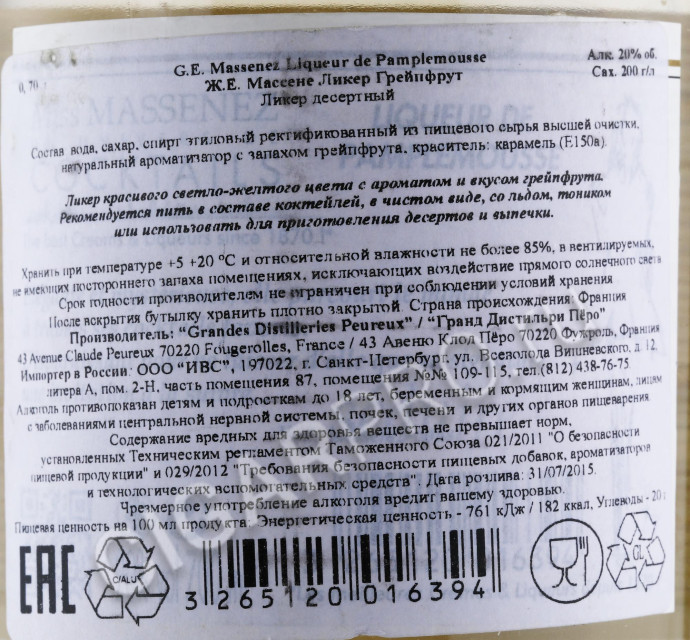 G.E. Massenez Liqueur de Pamplemousse
Алк. 20% об.
0,70
Ж.Е. Массене Ликер Грейпфрут
Сах. 200 г/л
Ликер десертный
Состав вода, сахар, спирт этиловый ректификованный из пищевого сырья высшей очистки,
натуральный ароматизатор с запахом грейпфрута, краситель: карамель (Е150а).
Ликер красивого светло-желтого цвета с ароматом и вкусом грейпфрута.
Рекомендуется пить в составе коктейлей, в чистом виде, со льдом, тоником
или использовать для приготовления десертов и выпечки.
Хранить при температуре +5 +20 °С и относительной влажности не более 85%, в вентилируемых,
не имеющих постороннего запаха помещениях, исключающих воздействие прямого солнечного света
Срок годности производителем не ограничен при соблюдении условий хранения
После вскрытия бутылку хранить плотно закрытой. Страна происхождения Франция
Производитель: "Grandes Distilleries Peureux" / "Гранд Дистильри Пёро"
43 Avenue Claude Peureux 70220 Fougerolles, France / 43 Авеню Клод Пёро 70220 Фужроль, Франция
Импортер в России: ООО "ИВС", 197022, г. Санкт-Петербург, ул. Всеволода Вишневского, д. 12,
литера А, пом. 2-Н, часть помещения 87, помещения №№ 109-115, тел.(812) 438-76-75
Алкоголь противопоказан детям и подросткам до 18 лет, беременным и кормящим женщинам, лицам
с заболеваниями центральной нервной системы, почек, печени и других органов пищеварения
Содержание вредных для здоровья веществ не превышает норм,
установленных Техническим регламентом Таможенного Союза 021/2011 "О безопасности
пищевой продукции" и 029/2012 "Требования безопасности пищевых добавок, ароматизаторов
и технологических вспомогательных средств". Дата розлива: 31/07/2015.
Чрезмерное употребление алкоголя вредит вашему здоровью.
Пищевая ценность на 100 мл продукта: Энергетическая ценность - 761 кДж / 182 ккал, Углеводы - 20 г
EAC
C/ALU
GL
3 265120 016394